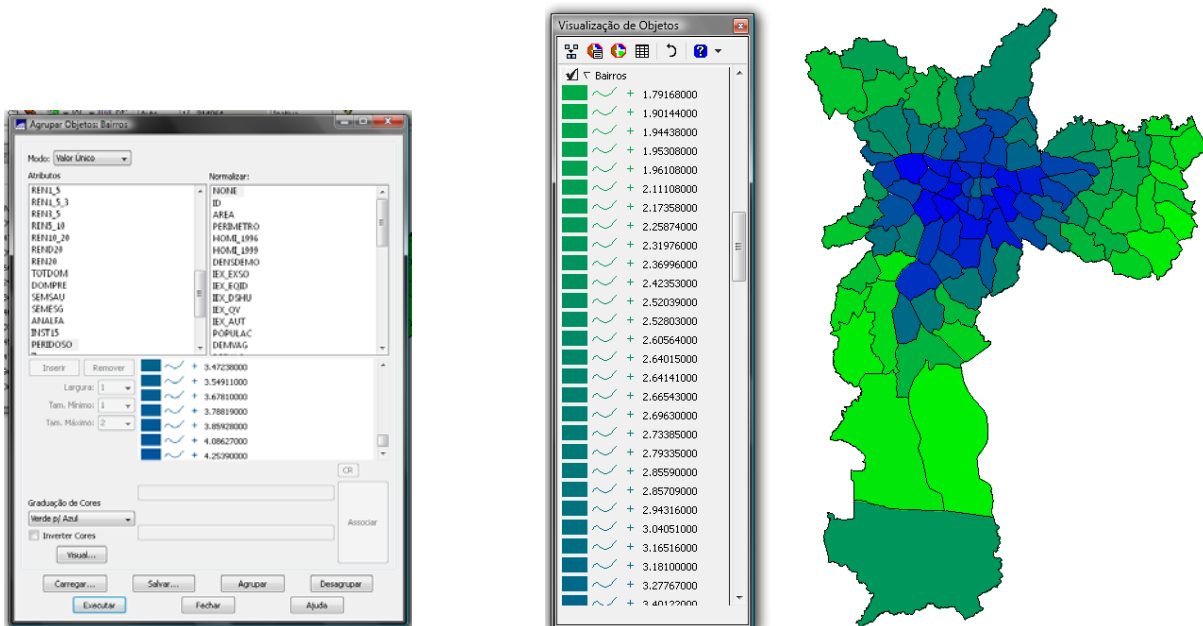 Agrupar Objetos: Bairros
Modo: Valor Único
Atributos
REN1_5
REN1_5_3
REN3_5
REN5_10
REN10_20
REND20
REN20
TOTDOM
DOMPRE
SEMSAU
SEMESG
ANALFA
INST15
PERIDOSO
Normalizar:
NONE
ID
AREA
PERIMETRO
HOMI_1996
HOMI_1999
DENSDEMO
IEX_EXSO
IEX_EQID
IEX_DSHU
IEX_QV
IEX_AUT
POPULAC
DEMVAG
Inserir Remover
Largura: 1
Tam. Mínimo: 1
Tam. Máximo: 2
3.47238000
3.54911000
3.67810000
3.78819000
3.85928000
4.08627000
4.25390000
CR
Graduação de Cores
Verde p/ Azul
Inverter Cores
Visual...
Associar
Carregar... Salvar... Agrupar Desagrupar
Executar Fechar Ajuda
Visualização de Objetos
Bairros
1.79168000
1.90144000
1.94438000
1.95308000
1.96108000
2.11108000
2.17358000
2.25874000
2.31976000
2.36996000
2.42353000
2.52039000
2.52803000
2.60564000
2.64015000
2.64141000
2.66543000
2.69630000
2.73385000
2.79335000
2.85590000
2.85709000
2.94316000
3.04051000
3.16516000
3.18100000
3.27767000
3.40122000